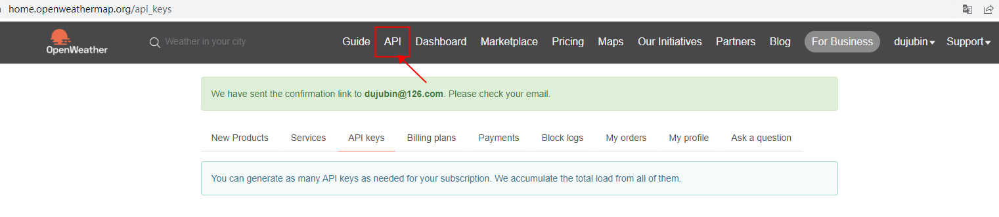 home.openweathermap.org/api_keys
OpenWeather
Weather in your city
Guide API Dashboard Marketplace Pricing Maps Our Initiatives Partners Blog For Business dujubin Support
We have sent the confirmation link to dujubin@126.com. Please check your email.
New Products Services API keys Billing plans Payments Block logs My orders My profile Ask a question
You can generate as many API keys as needed for your subscription. We accumulate the total load from all of them.